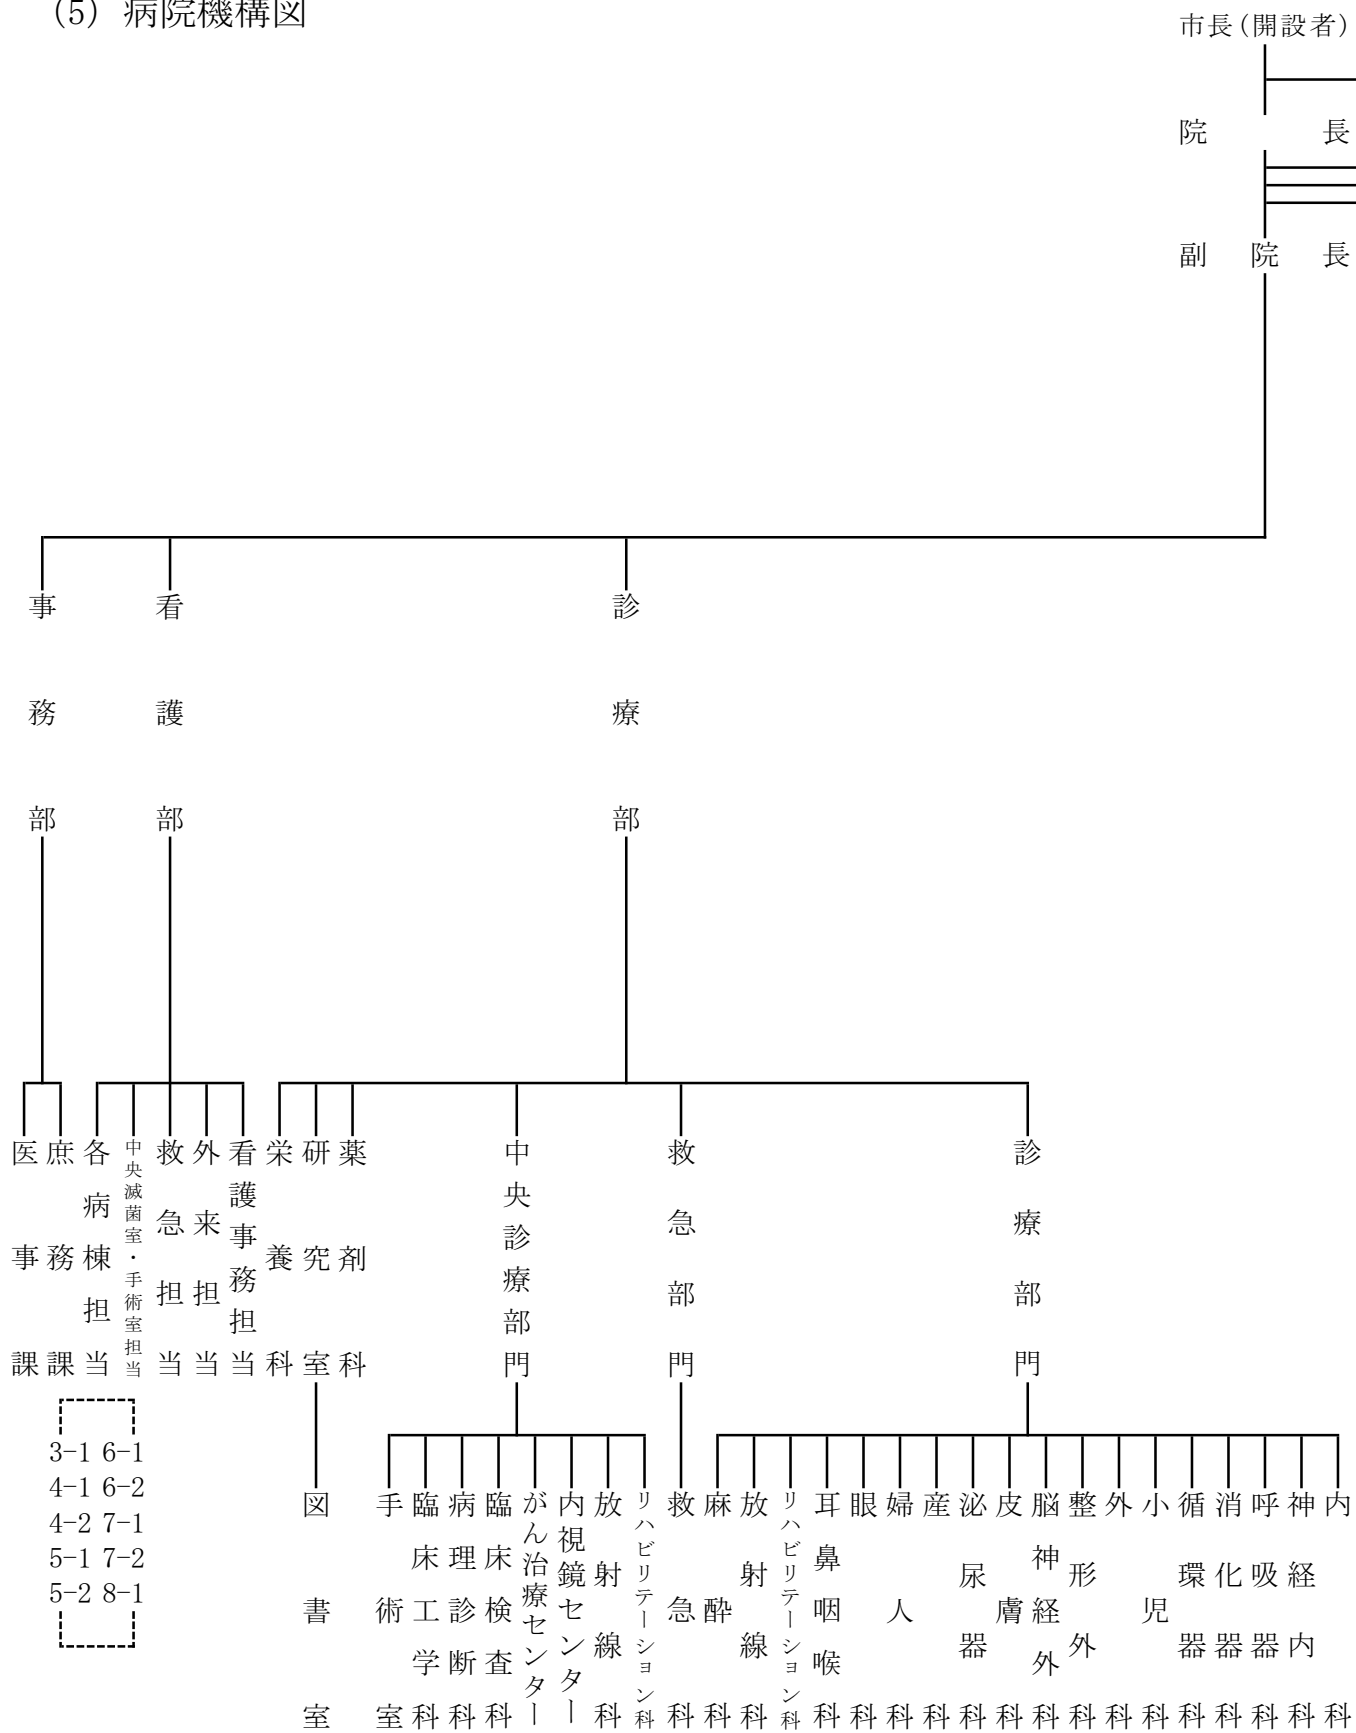 (5) 病院機構図
市長(開設者)
院長
副院長
診療部
看護部
事務部
診療部門
救急部門
中央診療部門
薬剤科
研究室
栄養科
看護事務担当
外来担当
救急担当
中央滅菌室・手術室担当
各病棟担当
庶務課
医事課
3-1 6-1
4-1 6-2
4-2 7-1
5-1 7-2
5-2 8-1
内科
神経内科
呼吸器科
消化器科
循環器科
小児科
外科
整形外科
脳神経外科
皮膚科
泌尿器科
産科
婦人科
眼科
耳鼻咽喉科
リハビリテーション科
放射線科
麻酔科
救急科
リハビリテーション科
放射線科
内視鏡センター
がん治療センター
臨床検査科
病理診断科
臨床工学科
手術室
図書室